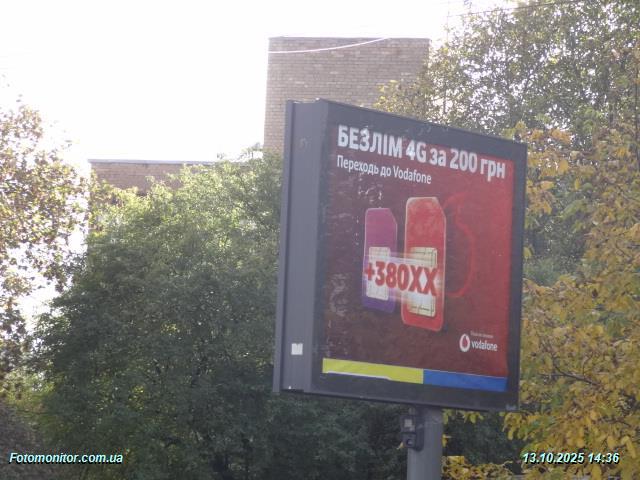 БЕЗЛІМ 4G за 200 грн
Переходь до Vodafone
+380XX
vodafone
Fotomonitor.com.ua
13.10.2025 14:36